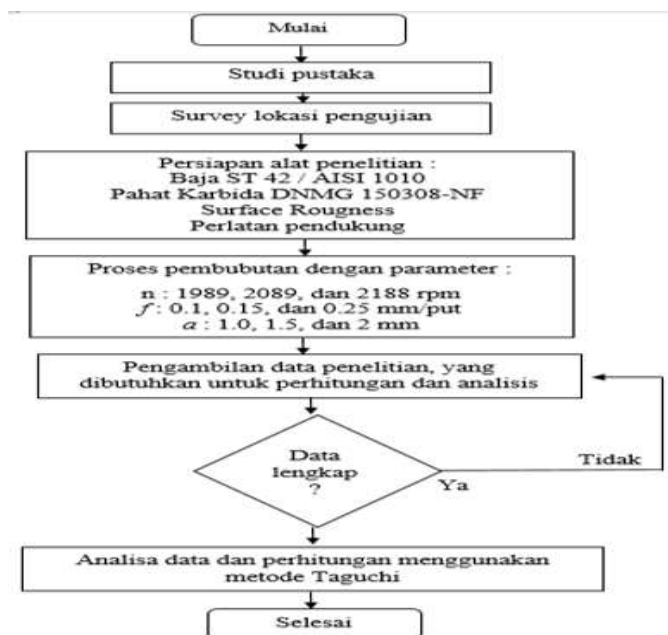 Mulai
Studi pustaka
Survey lokasi pengujian
Persiapan alat penelitian :
Baja ST 42 / AISI 1010
Pahat Karbida DNMG 150308-NF
Surface Rougness
Perlatan pendukung
Proses pembubutan dengan parameter :
n : 1989, 2089, dan 2188 rpm
f : 0.1, 0.15, dan 0.25 mm/put
a : 1.0, 1.5, dan 2 mm
Pengambilan data penelitian, yang
dibutuhkan untuk perhitungan dan analisis
Data
lengkap
?
Tidak
Ya
Analisa data dan perhitungan menggunakan
metode Taguchi
Selesai